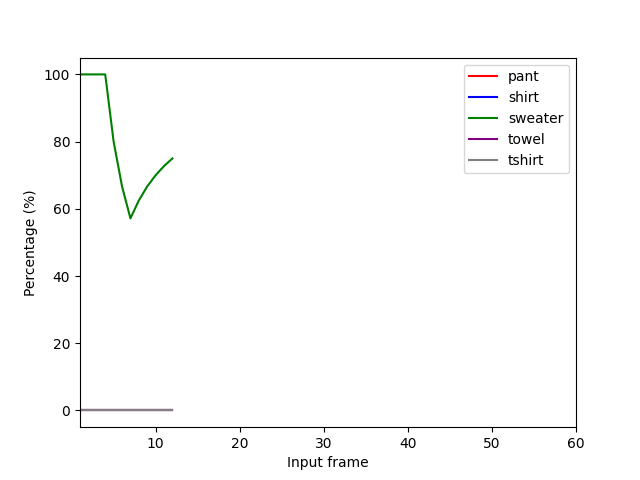 100
80
60
40
20
0
Percentage (%)
pant
shirt
sweater
towel
tshirt
10 20 30 40 50 60
Input frame